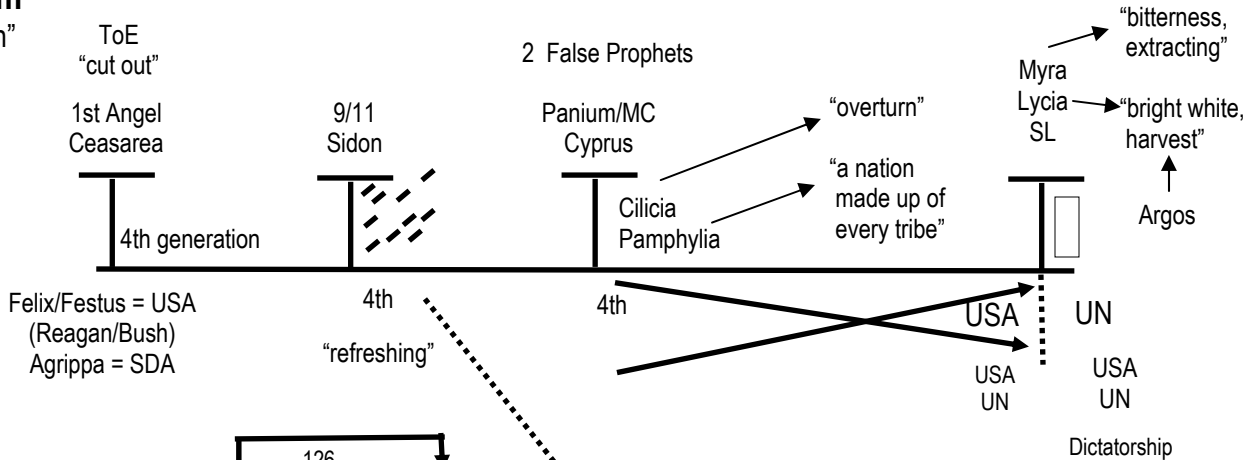 ToE
“cut out”
1st Angel
Ceasarea
4th generation
Felix/Festus = USA
(Reagan/Bush)
Agrippa = SDA
9/11
Sidon
4th
“refreshing”
126
2 False Prophets
Panium/MC
Cyprus
Cilicia
Pamphylia
“overturn”
“a nation
made up of
every tribe”
4th
Myra
Lycia
SL
“bitterness,
extracting”
“bright white,
harvest”
Argos
USA
UN
USA
UN
USA
UN
Dictatorship